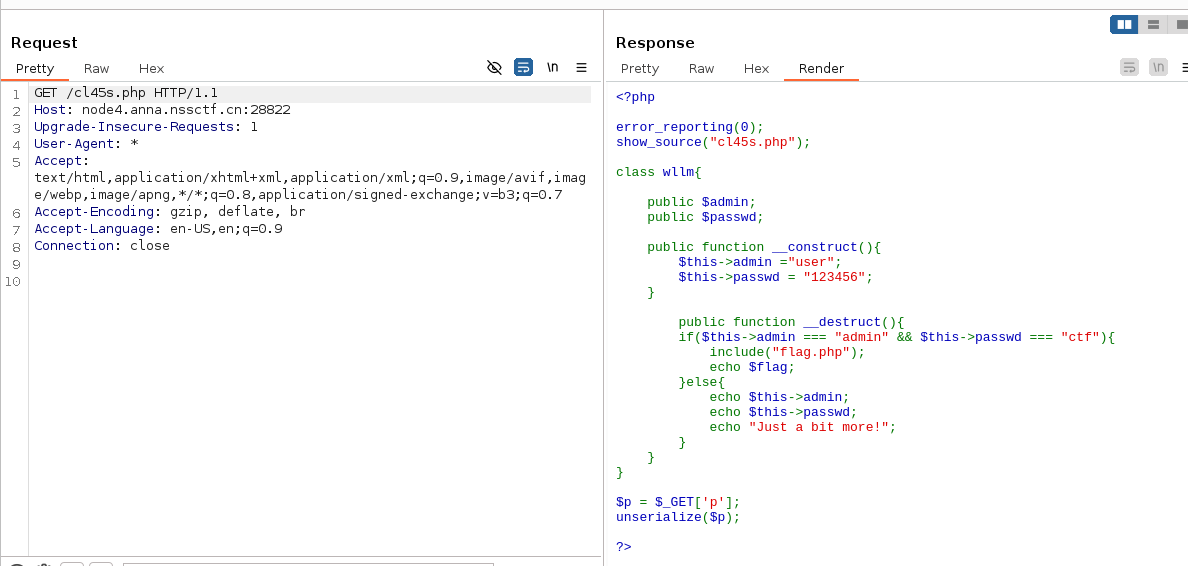 Request
Pretty Raw Hex \n
1 GET /cl45s.php HTTP/1.1
2 Host: node4.anna.nssctf.cn:28822
3 Upgrade-Insecure-Requests: 1
4 User-Agent: *
5 Accept:
text/html,application/xhtml+xml,application/xml;q=0.9,image/avif,imag
e/webp,image/apng,*/*;q=0.8,application/signed-exchange;v=b3;q=0.7
6 Accept-Encoding: gzip, deflate, br
7 Accept-Language: en-US,en;q=0.9
8 Connection: close
9
10
Response
Pretty Raw Hex Render \n
<?php
error_reporting(0);
show_source("cl45s.php");
class wllm{
public $admin;
public $passwd;
public function __construct(){
$this->admin ="user";
$this->passwd = "123456";
}
public function __destruct(){
if($this->admin === "admin" && $this->passwd === "ctf"){
include("flag.php");
echo $flag;
}else{
echo $this->admin;
echo $this->passwd;
echo "Just a bit more!";
}
}
}
$p = $_GET['p'];
unserialize($p);
?>